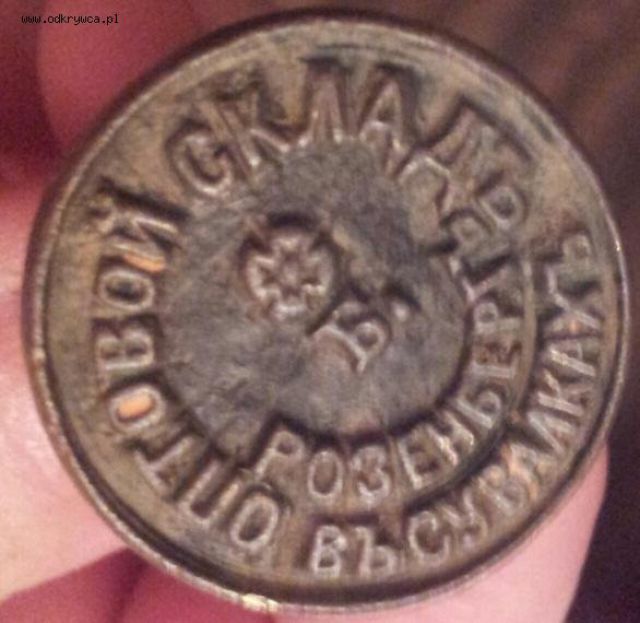 www.odkrywca.pl
ОПТОВОЙ СКЛАДЪ
Б. РОЗЕНБЕРГЪ
ВЪ СУВАЛКАХЪ